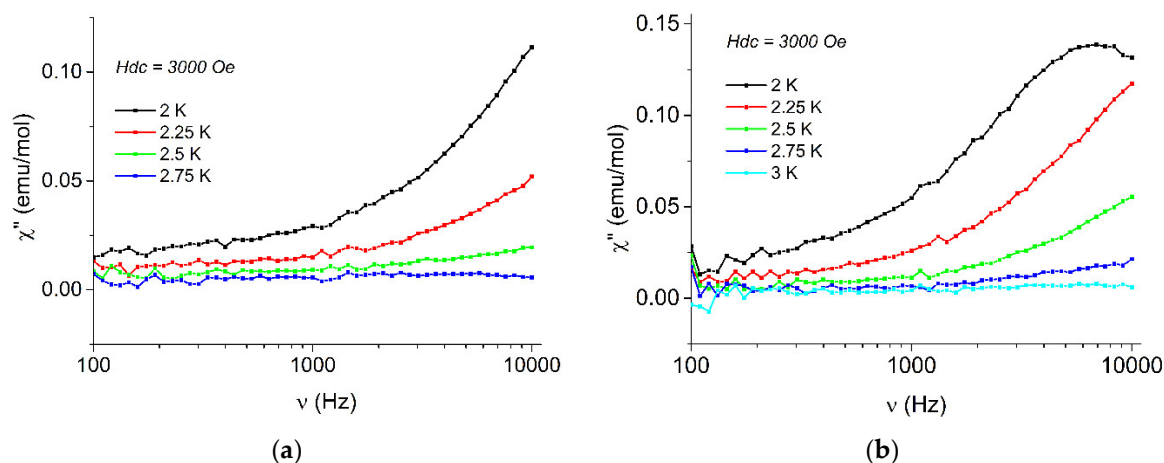 Hdc = 3000 Oe
2 K
2.25 K
2.5 K
2.75 K
0.10
0.05
0.00
χ" (emu/mol)
100
1000
10000
ν (Hz)
(a)
Hdc = 3000 Oe
2 K
2.25 K
2.5 K
2.75 K
3 K
0.15
0.10
0.05
0.00
χ" (emu/mol)
100
1000
10000
ν (Hz)
(b)